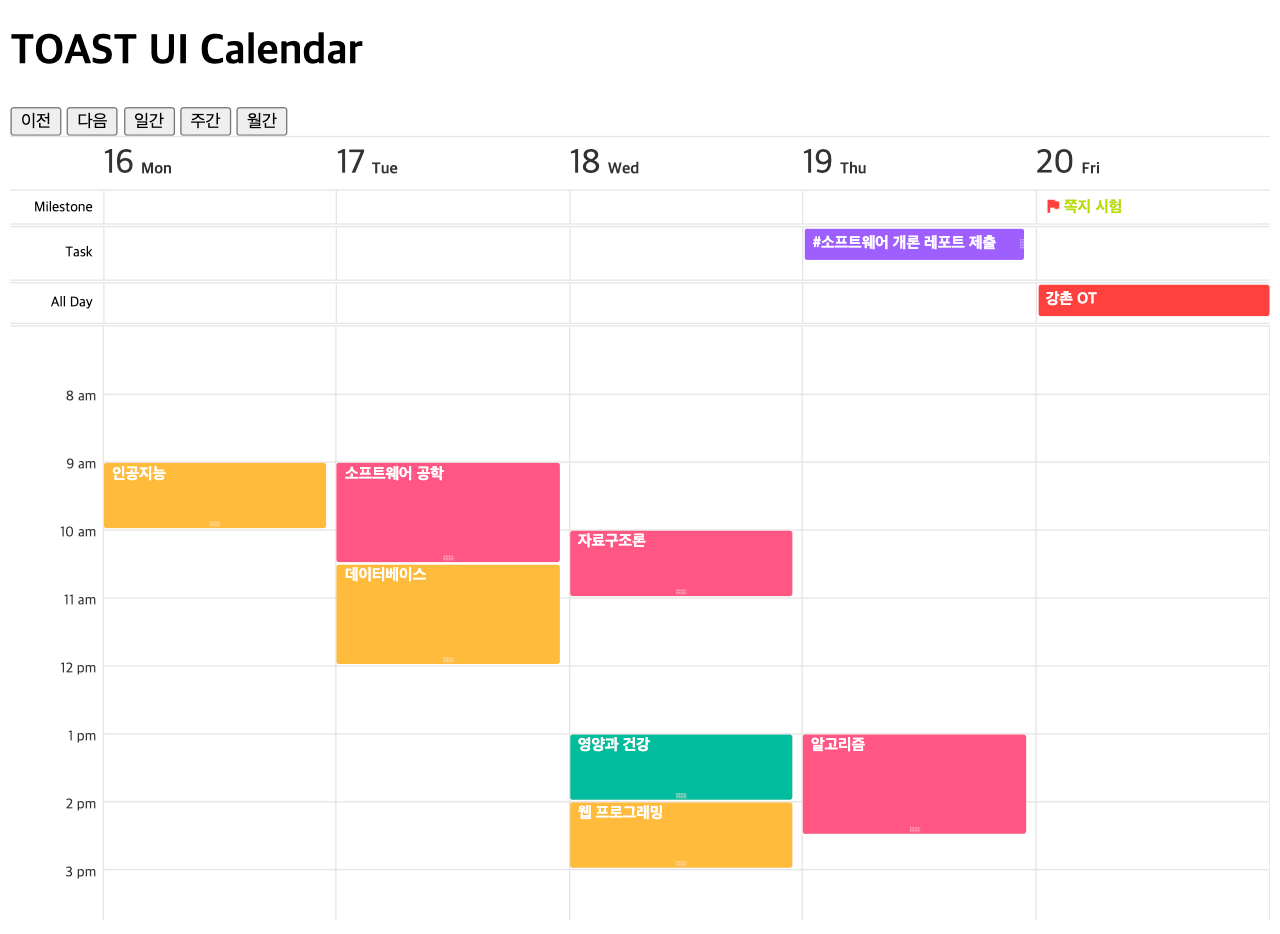 TOAST UI Calendar
이전 다음 일간 주간 월간
16 Mon 17 Tue 18 Wed 19 Thu 20 Fri
Milestone 쪽지 시험
Task #소프트웨어 개론 레포트 제출
All Day 강촌 OT
8 am
9 am 인공지능 소프트웨어 공학
10 am 자료구조론
데이터베이스
11 am
12 pm
1 pm 영양과 건강 알고리즘
2 pm 웹 프로그래밍
3 pm